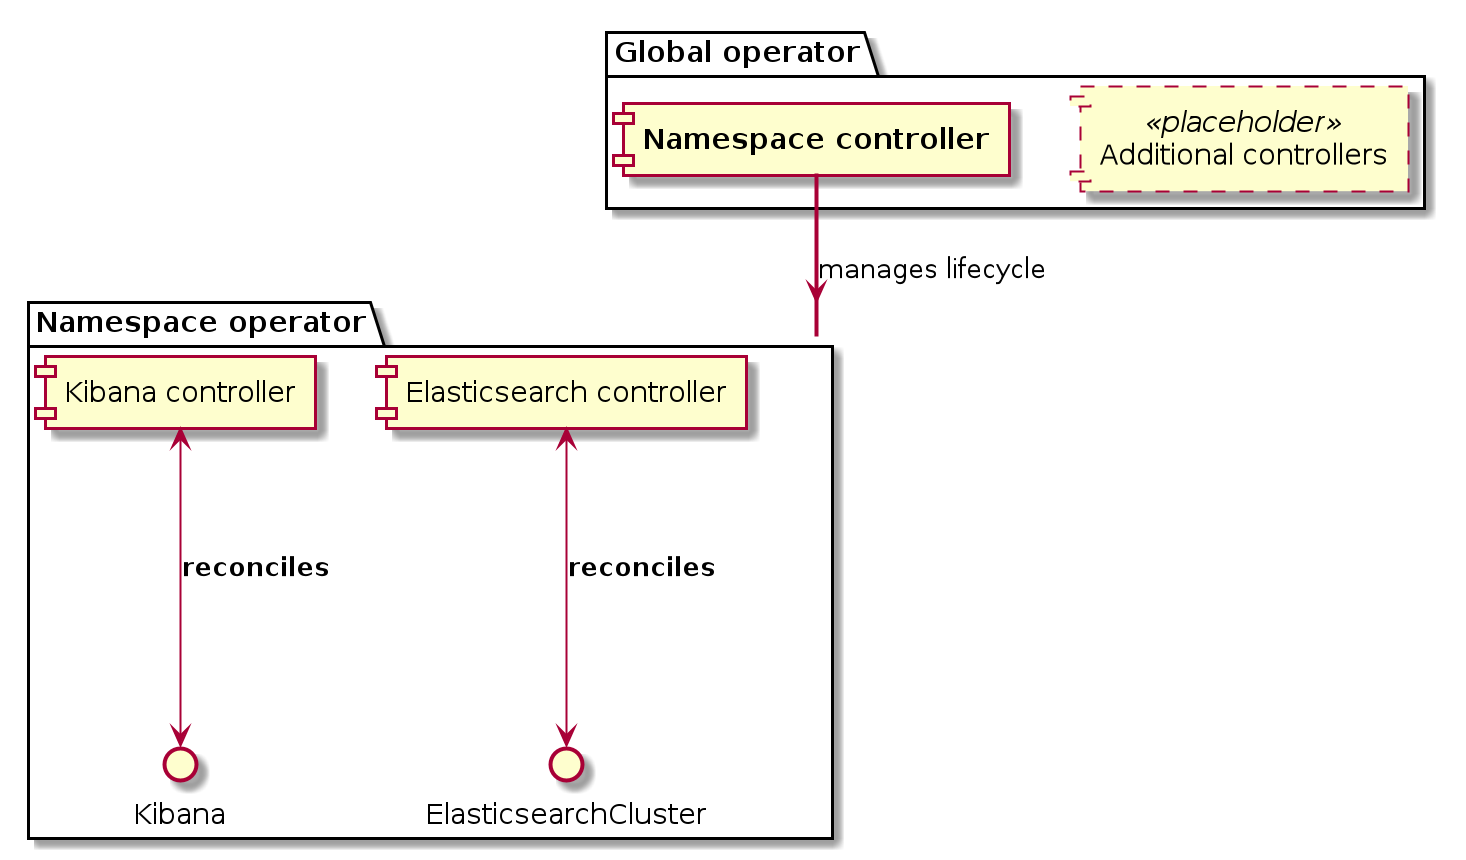 Global operator
Namespace controller
«placeholder»
Additional controllers
manages lifecycle
Namespace operator
Kibana controller
Elasticsearch controller
reconciles
reconciles
Kibana
ElasticsearchCluster